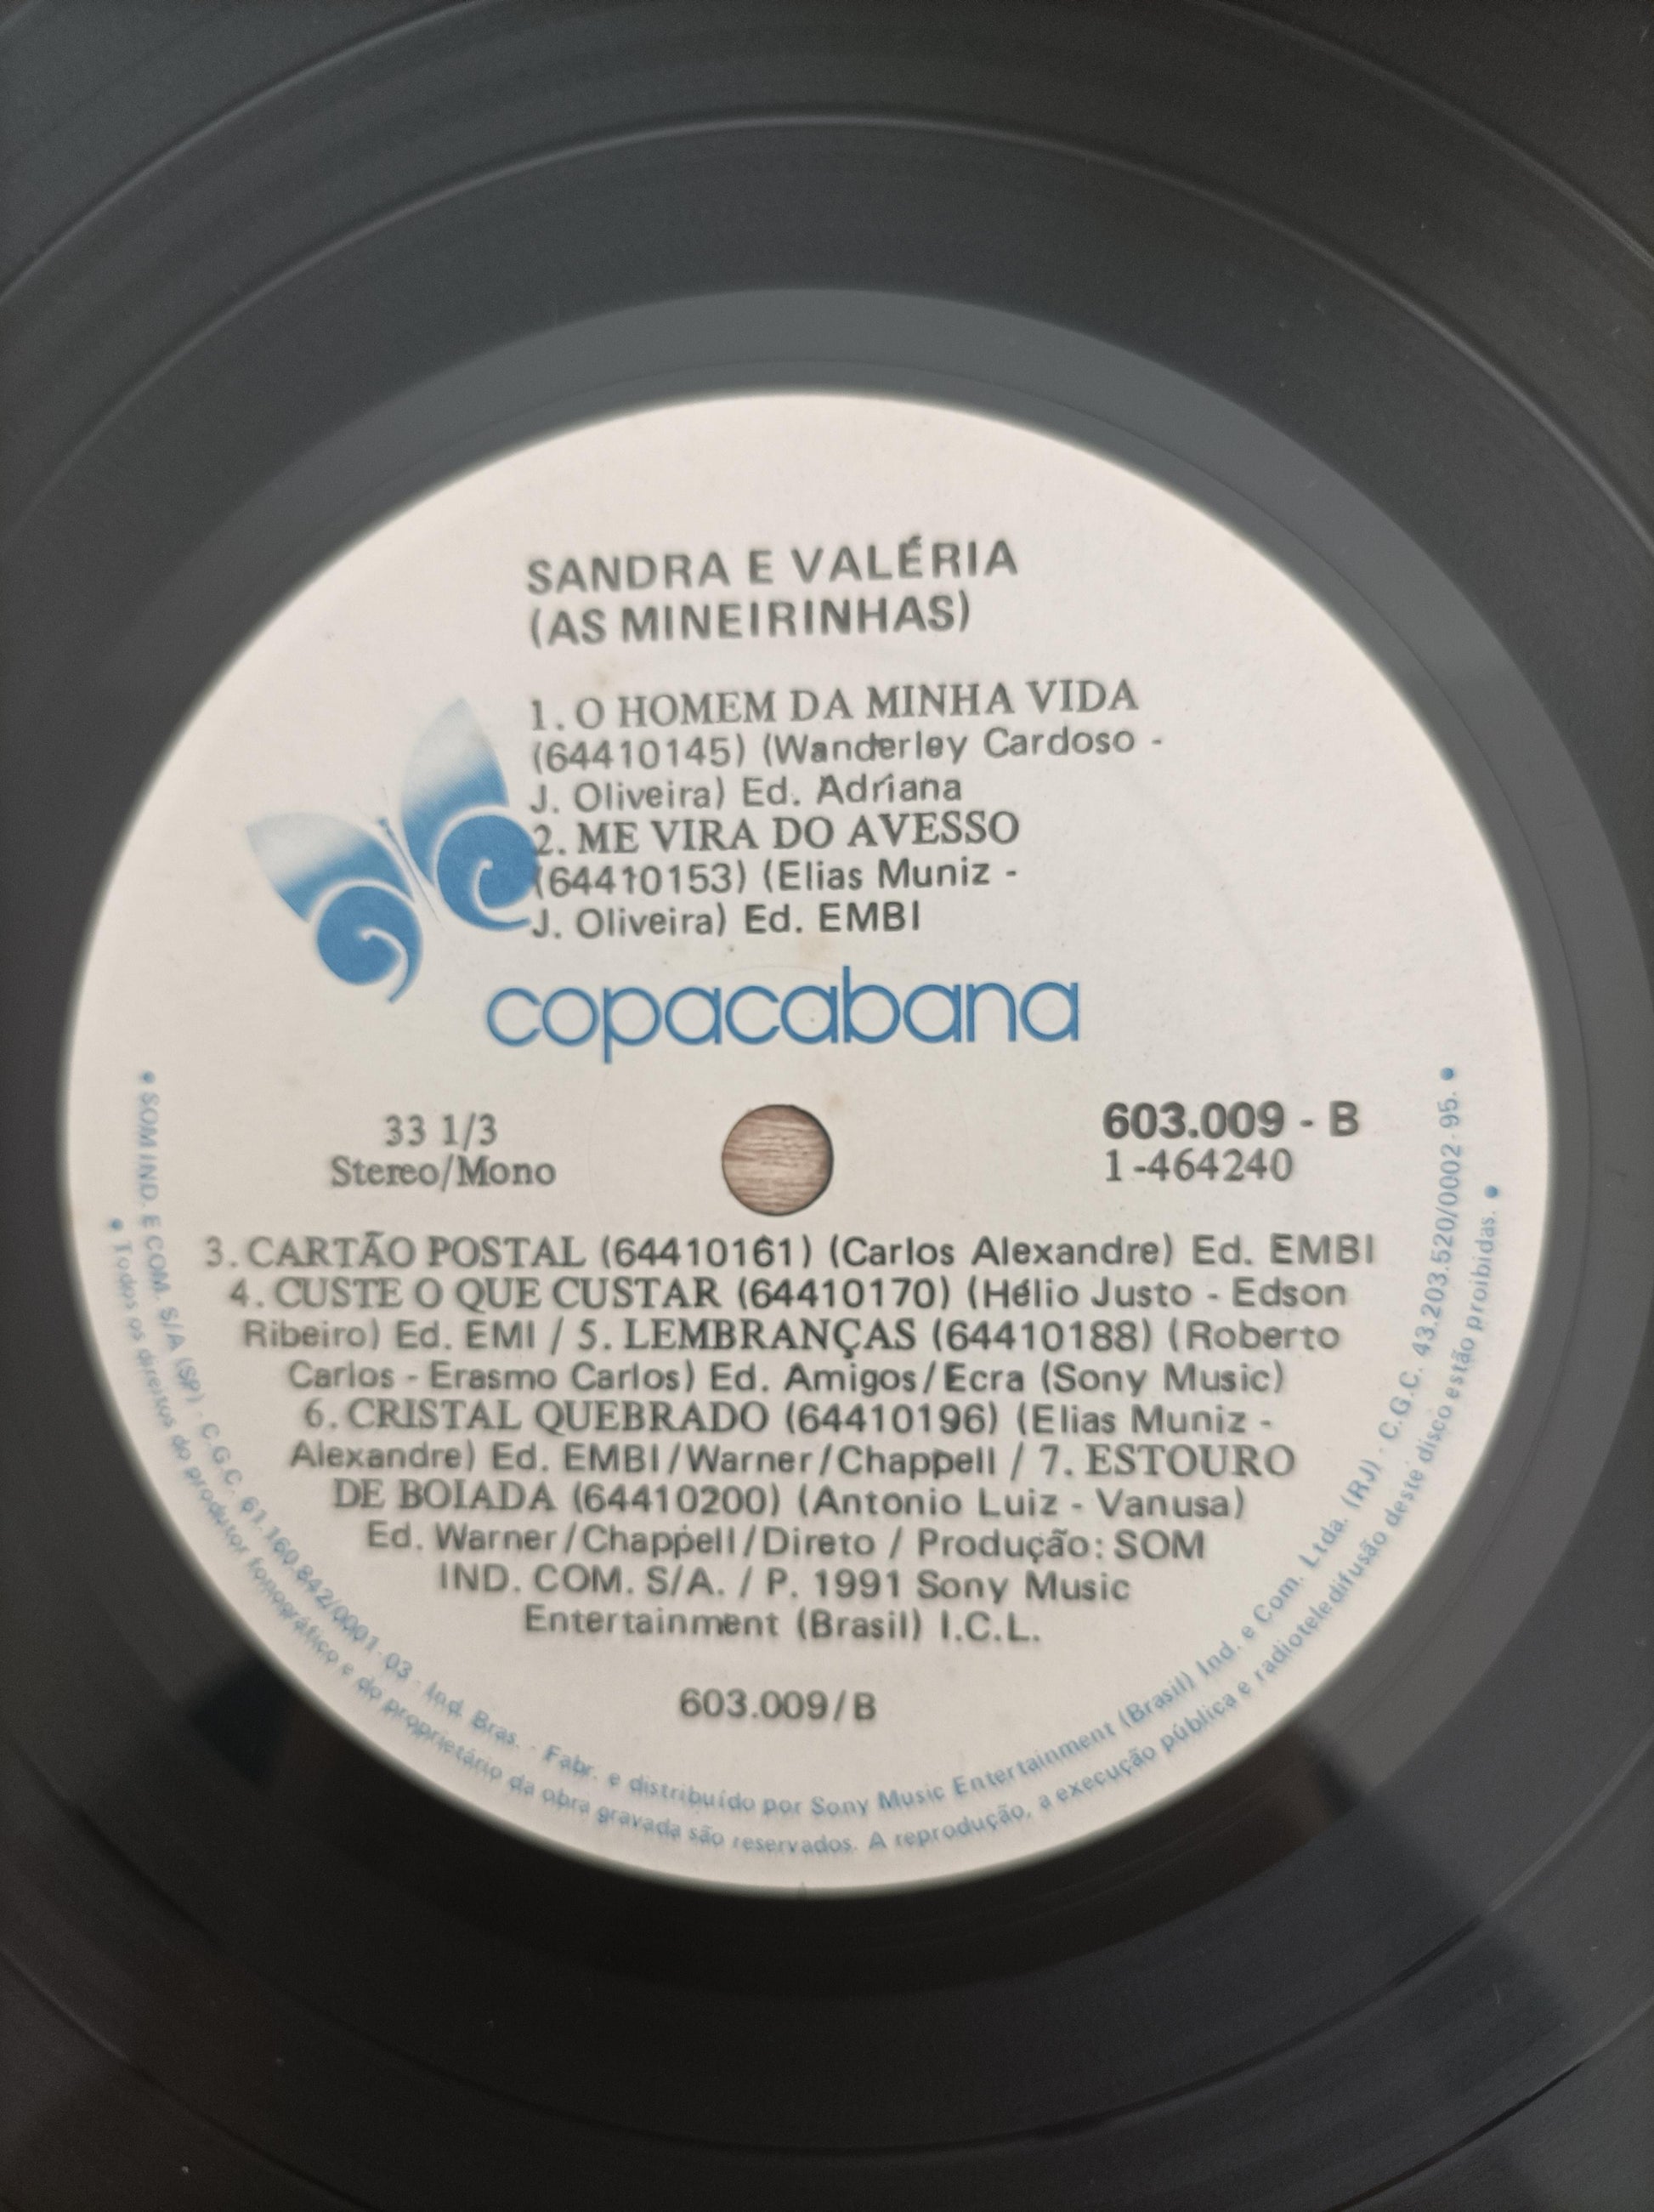 SANDRA E VALÉRIA
(AS MINEIRINHAS)
1. O HOMEM DA MINHA VIDA
(64410145) (Wanderley Cardoso -
J. Oliveira) Ed. Adriana
2. ME VIRA DO AVESSO
(64410153) (Elias Muniz -
J. Oliveira) Ed. EMBI
copacabana
33 1/3
Stereo/Mono
603.009 - B
1-464240
3. CARTÃO POSTAL (64410161) (Carlos Alexandre) Ed. EMBI
4. CUSTE O QUE CUSTAR (64410170) (Hélio Justo - Edson
Ribeiro) Ed. EMI / 5. LEMBRANÇAS (64410188) (Roberto
Carlos - Erasmo Carlos) Ed. Amigos/Ecra (Sony Music)
6. CRISTAL QUEBRADO (64410196) (Elias Muniz -
Alexandre) Ed. EMBI/Warner/Chappell / 7. ESTOURO
DE BOIADA (64410200) (Antonio Luiz - Vanusa)
Ed. Warner/Chappell/Direto / Produção: SOM
IND. COM. S/A. / P. 1991 Sony Music
Entertainment (Brasil) I.C.L.
603.009/B
• SOM IND. E COM. S/A (SP) - C.G.C. 61.160.842/0001-03 - Ind. Bras. - Fabr. e distribuído por Sony Music Entertainment (Brasil) Ind. e Com. Ltda. (RJ) - C.G.C. 43.203.520/0002-95. •
• Todos os direitos do produtor fonográfico e do proprietário da obra gravada são reservados. A reprodução, a execução pública e radioteledifusão deste disco estão proibidas. •